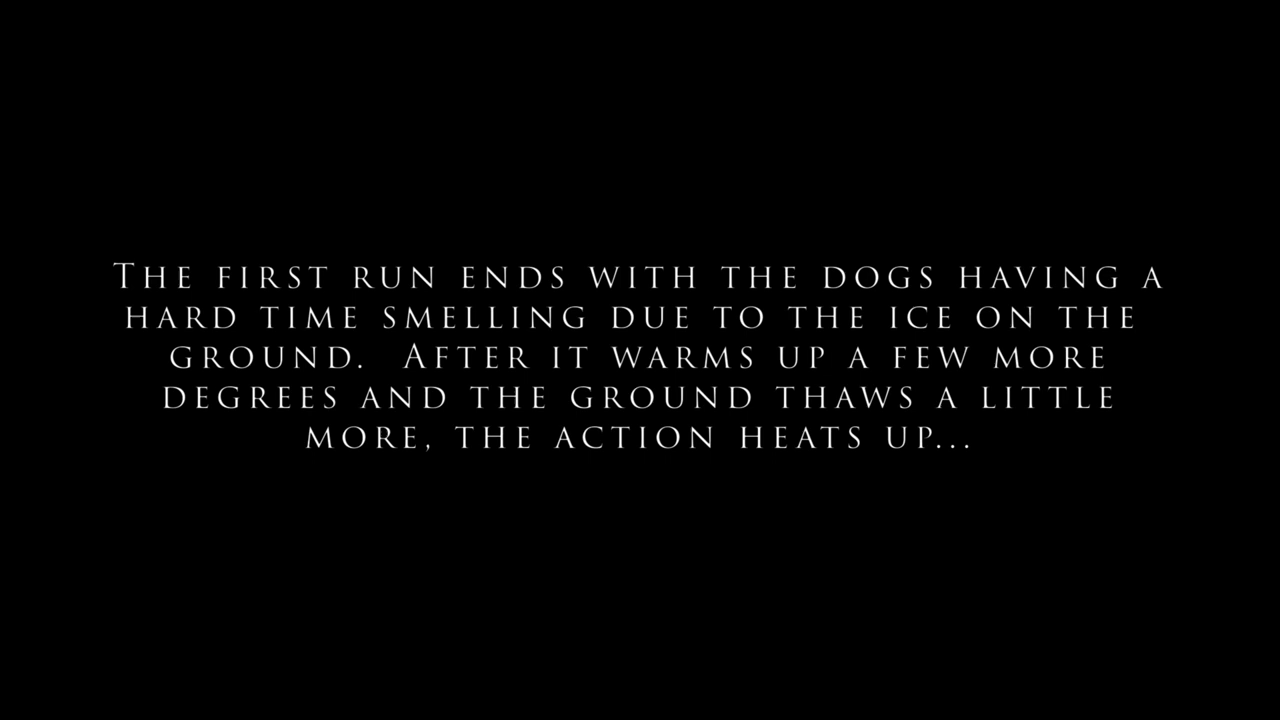 The first run ends with the dogs having a
hard time smelling due to the ice on the
ground.  After it warms up a few more
degrees and the ground thaws a little
more, the action heats up...